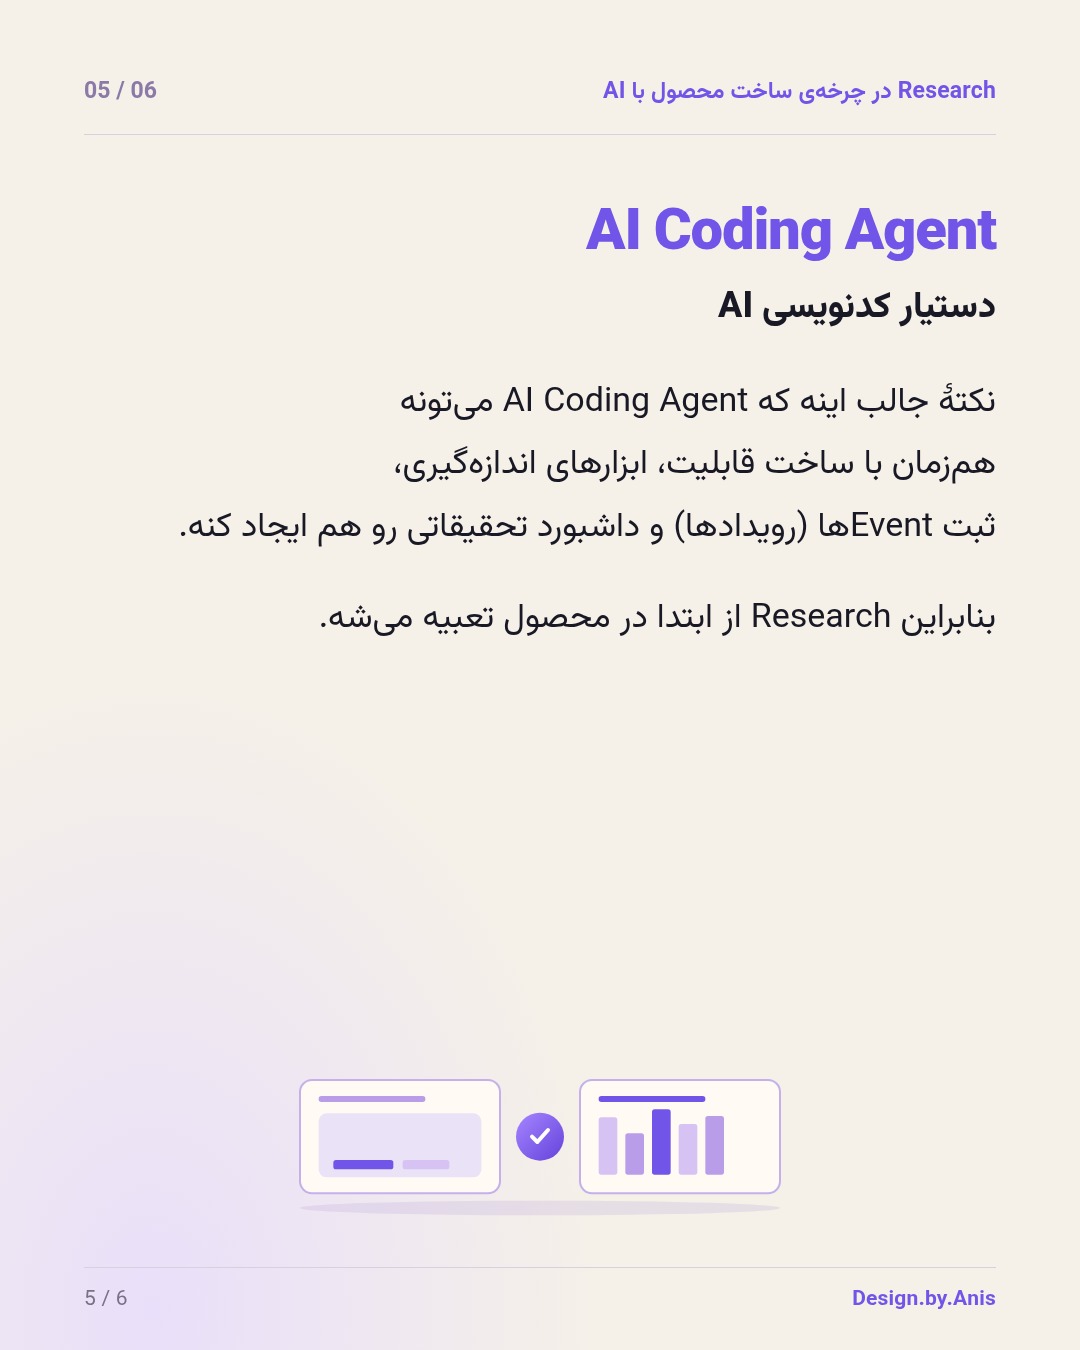 Research در چرخه‌ی ساخت محصول با AI
05 / 06
AI Coding Agent
دستیار کدنویسی AI
نکتهٔ جالب اینه که AI Coding Agent می‌تونه
هم‌زمان با ساخت قابلیت، ابزارهای اندازه‌گیری،
ثبت Eventها (رویدادها) و داشبورد تحقیقاتی رو هم ایجاد کنه.
بنابراین Research از ابتدا در محصول تعبیه می‌شه.
Design.by.Anis
5 / 6